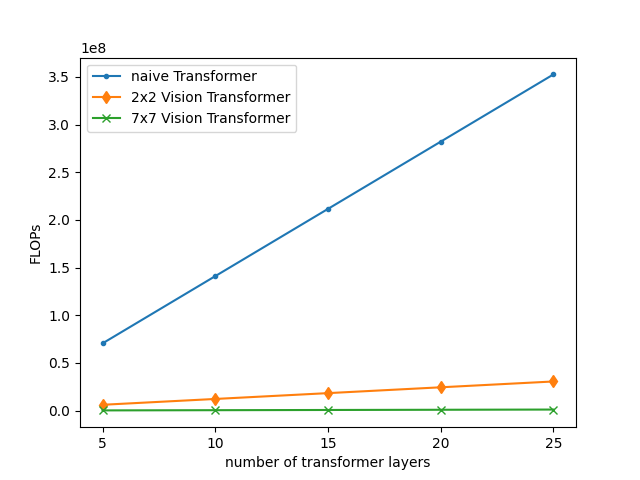 1e8
naive Transformer
2x2 Vision Transformer
7x7 Vision Transformer
3.5
3.0
2.5
2.0
1.5
1.0
0.5
0.0
FLOPs
5 10 15 20 25
number of transformer layers